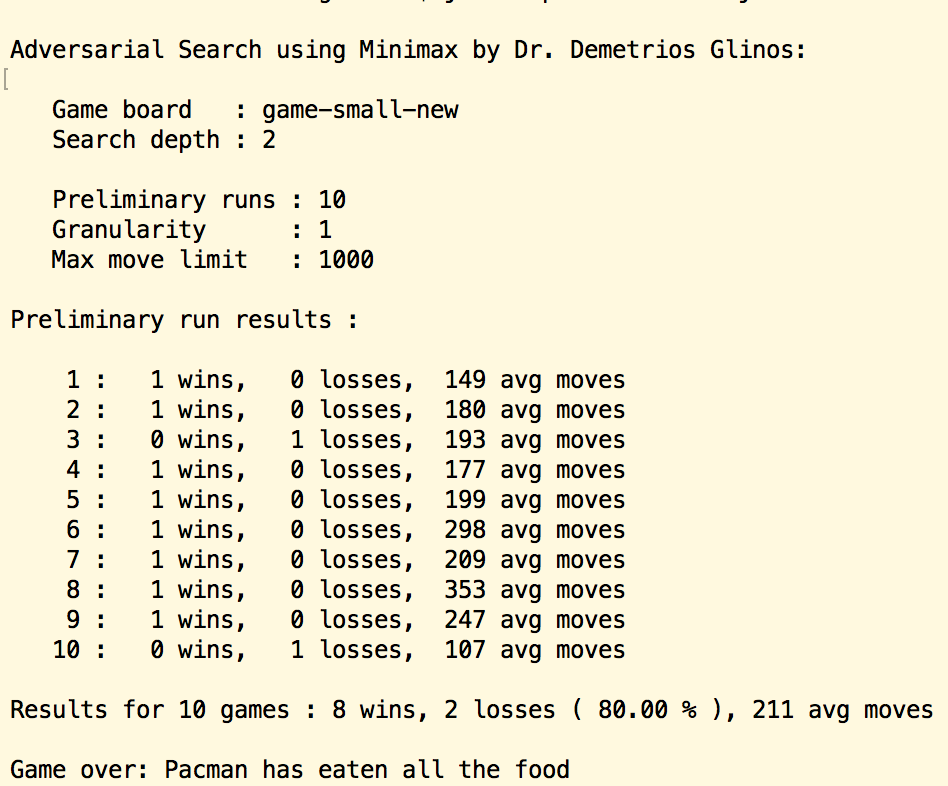 Adversarial Search using Minimax by Dr. Demetrios Glinos:
[
Game board : game-small-new
Search depth : 2
Preliminary runs : 10
Granularity : 1
Max move limit : 1000
Preliminary run results :
1 : 1 wins, 0 losses, 149 avg moves
2 : 1 wins, 0 losses, 180 avg moves
3 : 0 wins, 1 losses, 193 avg moves
4 : 1 wins, 0 losses, 177 avg moves
5 : 1 wins, 0 losses, 199 avg moves
6 : 1 wins, 0 losses, 298 avg moves
7 : 1 wins, 0 losses, 209 avg moves
8 : 1 wins, 0 losses, 353 avg moves
9 : 1 wins, 0 losses, 247 avg moves
10 : 0 wins, 1 losses, 107 avg moves
Results for 10 games : 8 wins, 2 losses ( 80.00 % ), 211 avg moves
Game over: Pacman has eaten all the food